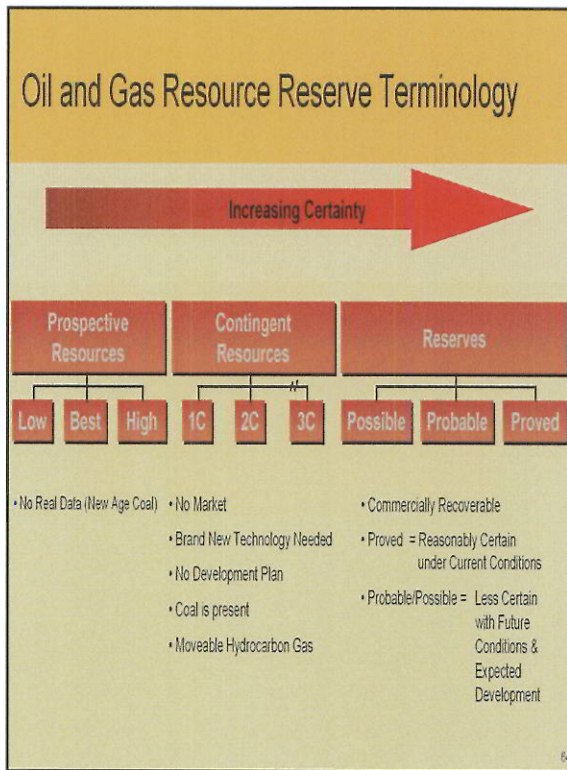 Oil and Gas Resource Reserve Terminology
Increasing Certainty
Prospective
Resources
Contingent
Resources
Reserves
Low
Best
High
1C
2C
3C
Possible
Probable
Proved
• No Real Data (New Age Coal)
• No Market
• Brand New Technology Needed
• No Development Plan
• Coal is present
• Moveable Hydrocarbon Gas
• Commercially Recoverable
• Proved = Reasonably Certain
under Current Conditions
• Probable/Possible = Less Certain
with Future
Conditions &
Expected
Development